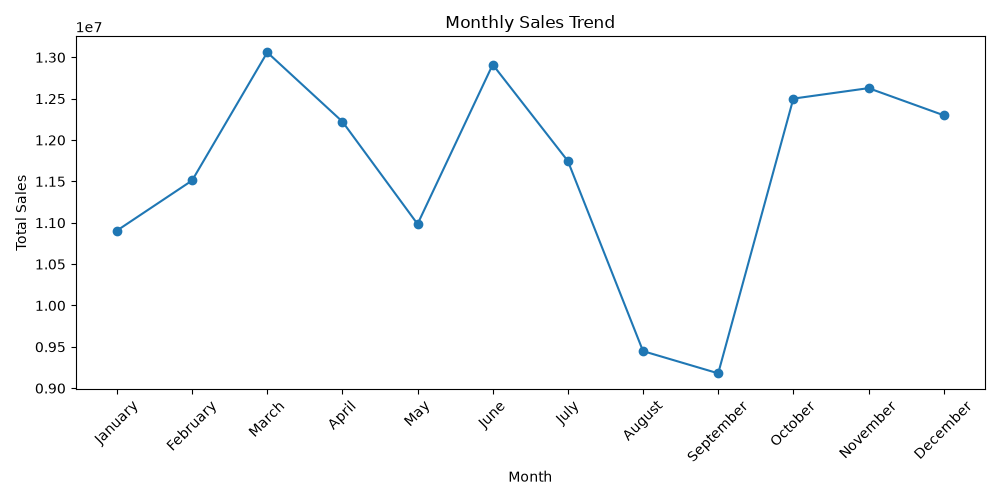 Monthly Sales Trend
1e7
1.30
1.25
1.20
1.15
1.10
1.05
1.00
0.95
0.90
Total Sales
January
February
March
April
May
June
July
August
September
October
November
December
Month